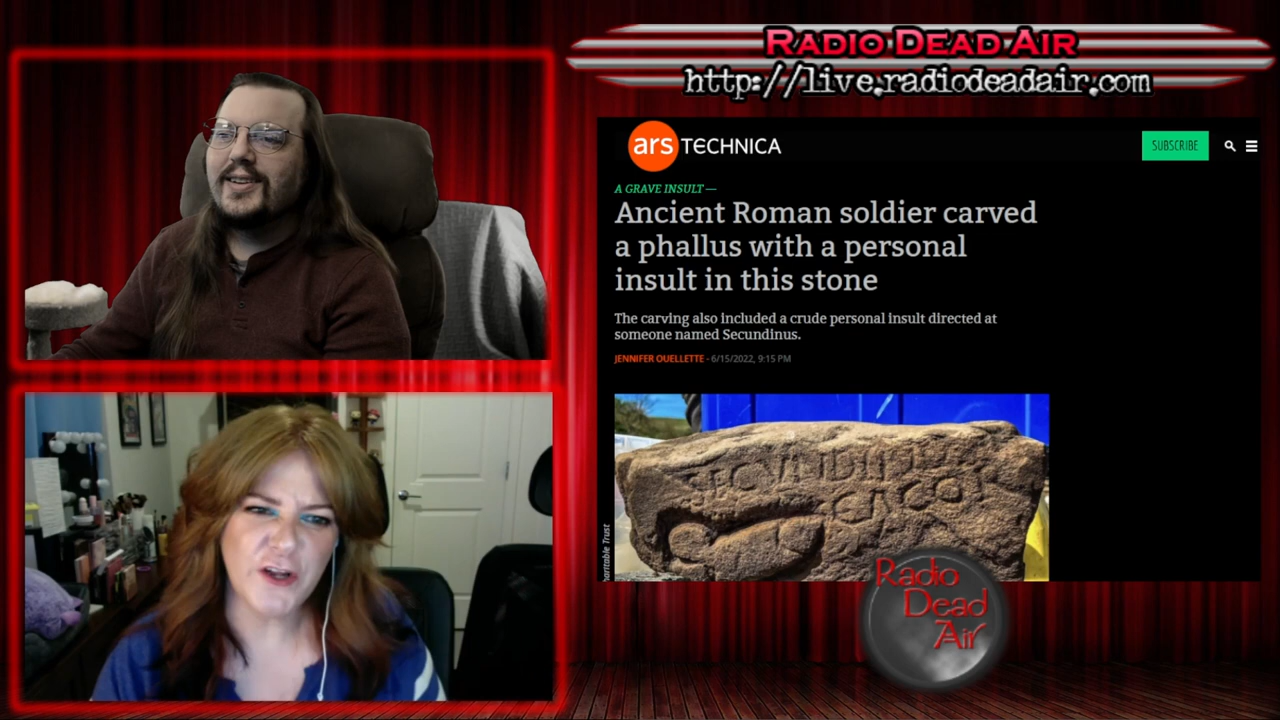 RADIO DEAD AIR
http://live.radiodeadair.com
ars TECHNICA
SUBSCRIBE
A GRAVE INSULT —
Ancient Roman soldier carved
a phallus with a personal
insult in this stone
The carving also included a crude personal insult directed at
someone named Secundinus.
JENNIFER OUELLETTE - 6/15/2022, 9:15 PM
Trust
Radio
Dead
Air